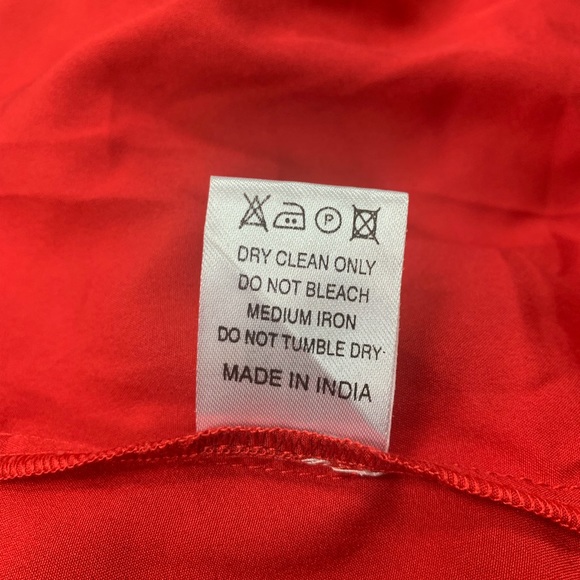 P
DRY CLEAN ONLY
DO NOT BLEACH
MEDIUM IRON
DO NOT TUMBLE DRY
MADE IN INDIA